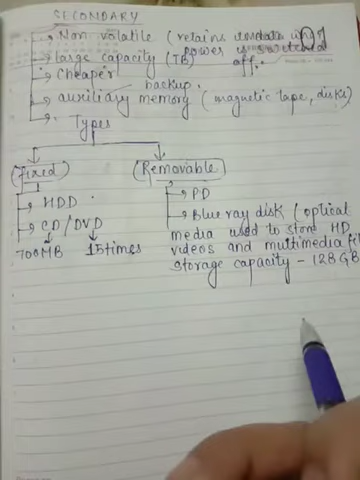 SECONDARY
→ Non volatile (retains data when
power is switched
→ large capacity (TB) off.
→ Cheaper
backup.
→ auxiliary memory (magnetic tape, disks)
→ Types
Fixed Removable
→ HDD → PD
→ CD/DVD → Blue ray disk (optical
700MB 15times media used to store HD
videos and multimedia fil
storage capacity - 128GB